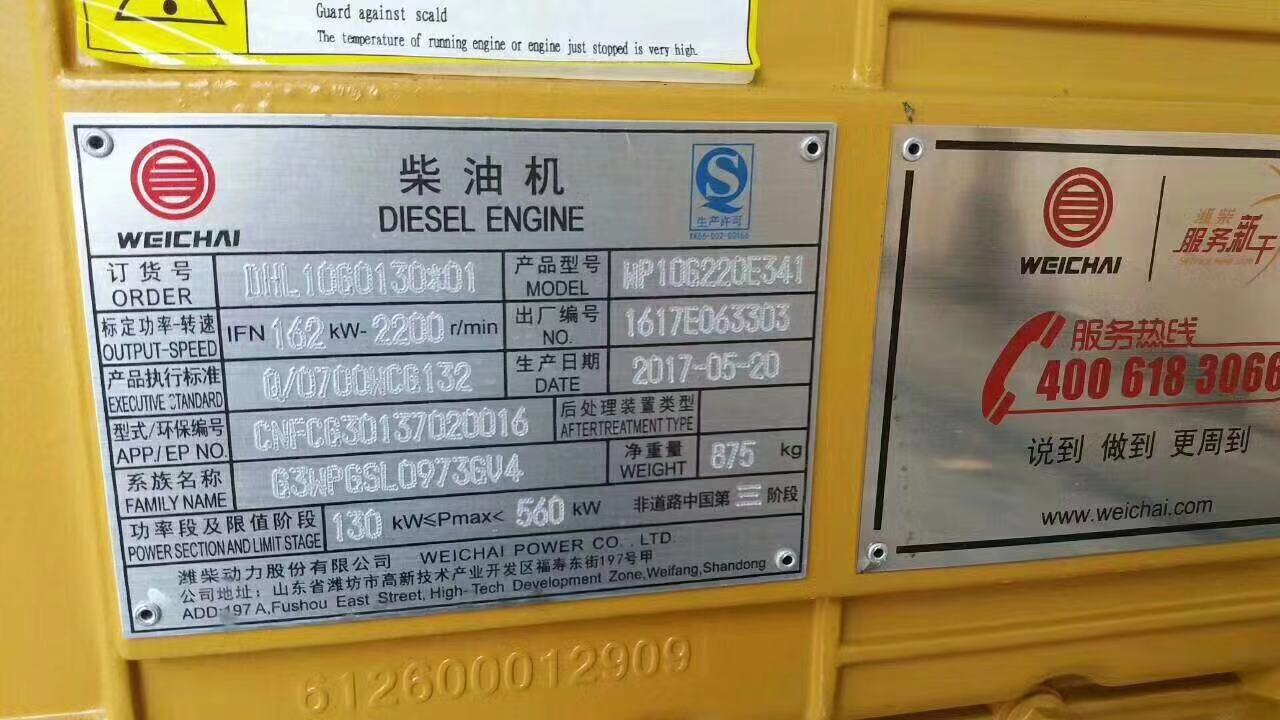 Guard against scald
The temperature of running engine or engine just stopped is very high.
WEICHAI
柴油机
DIESEL ENGINE
S
生产许可
订货号
ORDER
DHL10G0130*01
产品型号
MODEL
WP10G220E341
标定功率-转速
OUTPUT-SPEED
IFN 162 kW- 2200 r/min
出厂编号
NO.
1617E063303
产品执行标准
EXECUTIVE STANDARD
Q/0700WCG132
生产日期
DATE
2017-05-20
型式/环保编号
APP./EP NO.
CNFCG30137020016
后处理装置类型
AFTERTREATMENT TYPE
系族名称
FAMILY NAME
G3WPGSL0973GV4
净重量
WEIGHT
875 kg
功率段及限值阶段
POWER SECTION AND LIMIT STAGE
130 kW≤Pmax< 560 kW 非道路中国第三阶段
潍柴动力股份有限公司 WEICHAI POWER CO., LTD.
公司地址: 山东省潍坊市高新技术产业开发区福寿东街197号甲
ADD:197 A,Fushou East Street, High-Tech Development Zone,Weifang,Shandong
612600012909
WEICHAI
潍柴
服务新干
服务热线
400 618 3066
说到 做到 更周到
www.weichai.com